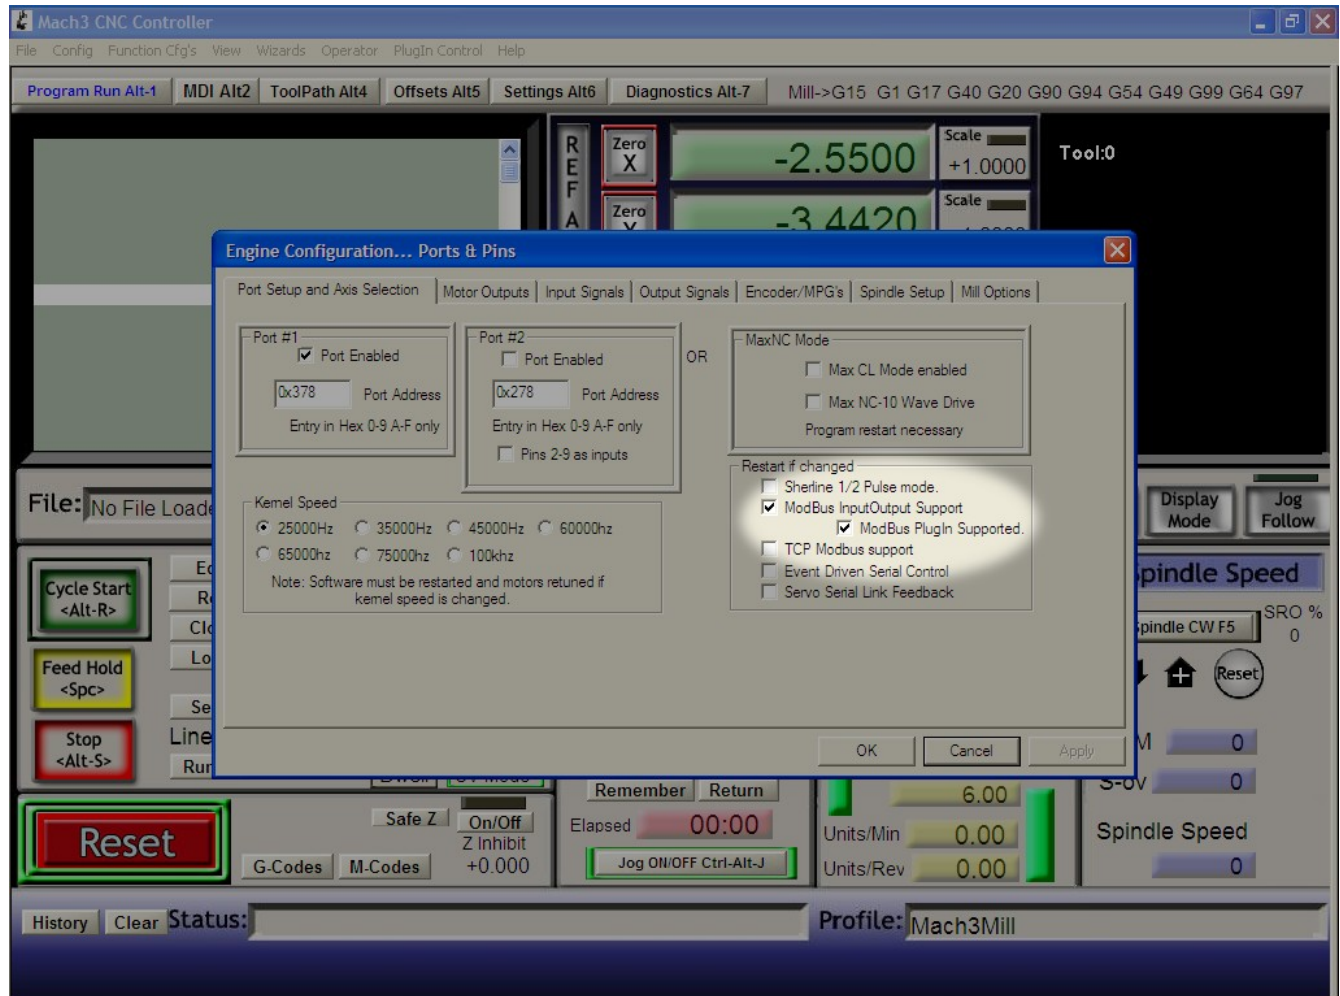 Mach3 CNC Controller
File Config Function Cfg's View Wizards Operator PlugIn Control Help
Program Run Alt-1 MDI Alt2 ToolPath Alt4 Offsets Alt5 Settings Alt6 Diagnostics Alt-7 Mill->G15 G1 G17 G40 G20 G90 G94 G54 G49 G99 G64 G97
R
E
F
A
Zero
X
-2.5500
Scale
+1.0000
Tool:0
Zero
-3.4420
Scale
Engine Configuration... Ports & Pins
Port Setup and Axis Selection Motor Outputs Input Signals Output Signals Encoder/MPG's Spindle Setup Mill Options
Port #1
Port Enabled
0x378 Port Address
Entry in Hex 0-9 A-F only
Port #2
Port Enabled
0x278 Port Address
Entry in Hex 0-9 A-F only
Pins 2-9 as inputs
OR
MaxNC Mode
Max CL Mode enabled
Max NC-10 Wave Drive
Program restart necessary
Restart if changed
Sherline 1/2 Pulse mode.
ModBus InputOutput Support
ModBus PlugIn Supported.
TCP Modbus support
Event Driven Serial Control
Servo Serial Link Feedback
Kernel Speed
25000Hz 35000Hz 45000Hz 60000hz
65000hz 75000hz 100khz
Note: Software must be restarted and motors retuned if
kernel speed is changed.
OK Cancel Apply
File: No File Loade
Display
Mode
Jog
Follow
Cycle Start
<Alt-R>
Ed
Re
Clo
Lo
Feed Hold
<Spc>
Se
Line
Stop
<Alt-S>
Rur
pindle Speed
Spindle CW F5
SRO %
0
Reset
M 0
S-ov 0
Spindle Speed
0
Reset
Safe Z
On/Off
Z Inhibit
+0.000
G-Codes M-Codes
Remember Return
Elapsed 00:00
Jog ON/OFF Ctrl-Alt-J
6.00
Units/Min 0.00
Units/Rev 0.00
History Clear Status:
Profile: Mach3Mill